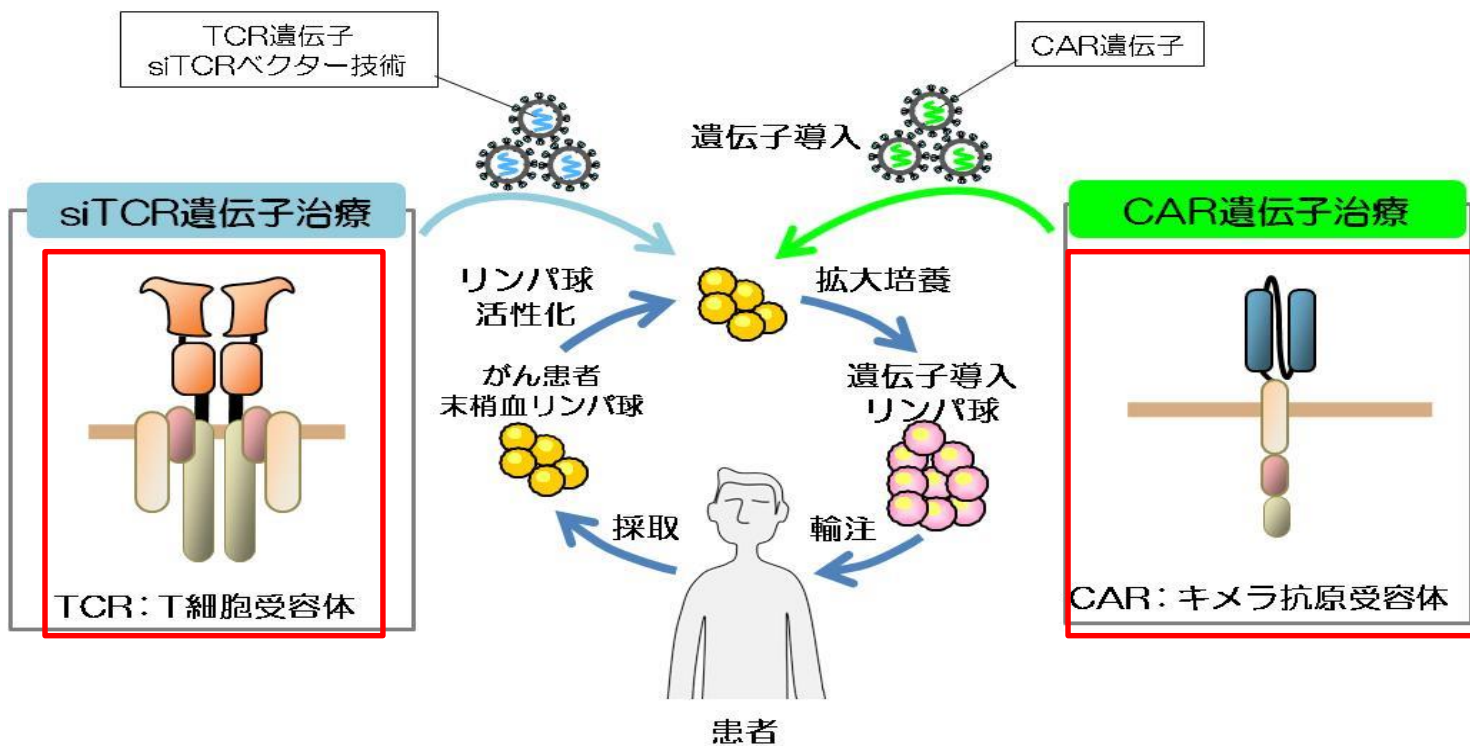 TCR遺伝子
siTCRベクター技術
CAR遺伝子
遺伝子導入
siTCR遺伝子治療
CAR遺伝子治療
リンパ球
活性化
拡大培養
がん患者
末梢血リンパ球
遺伝子導入
リンパ球
採取
輸注
TCR：T細胞受容体
CAR：キメラ抗原受容体
患者